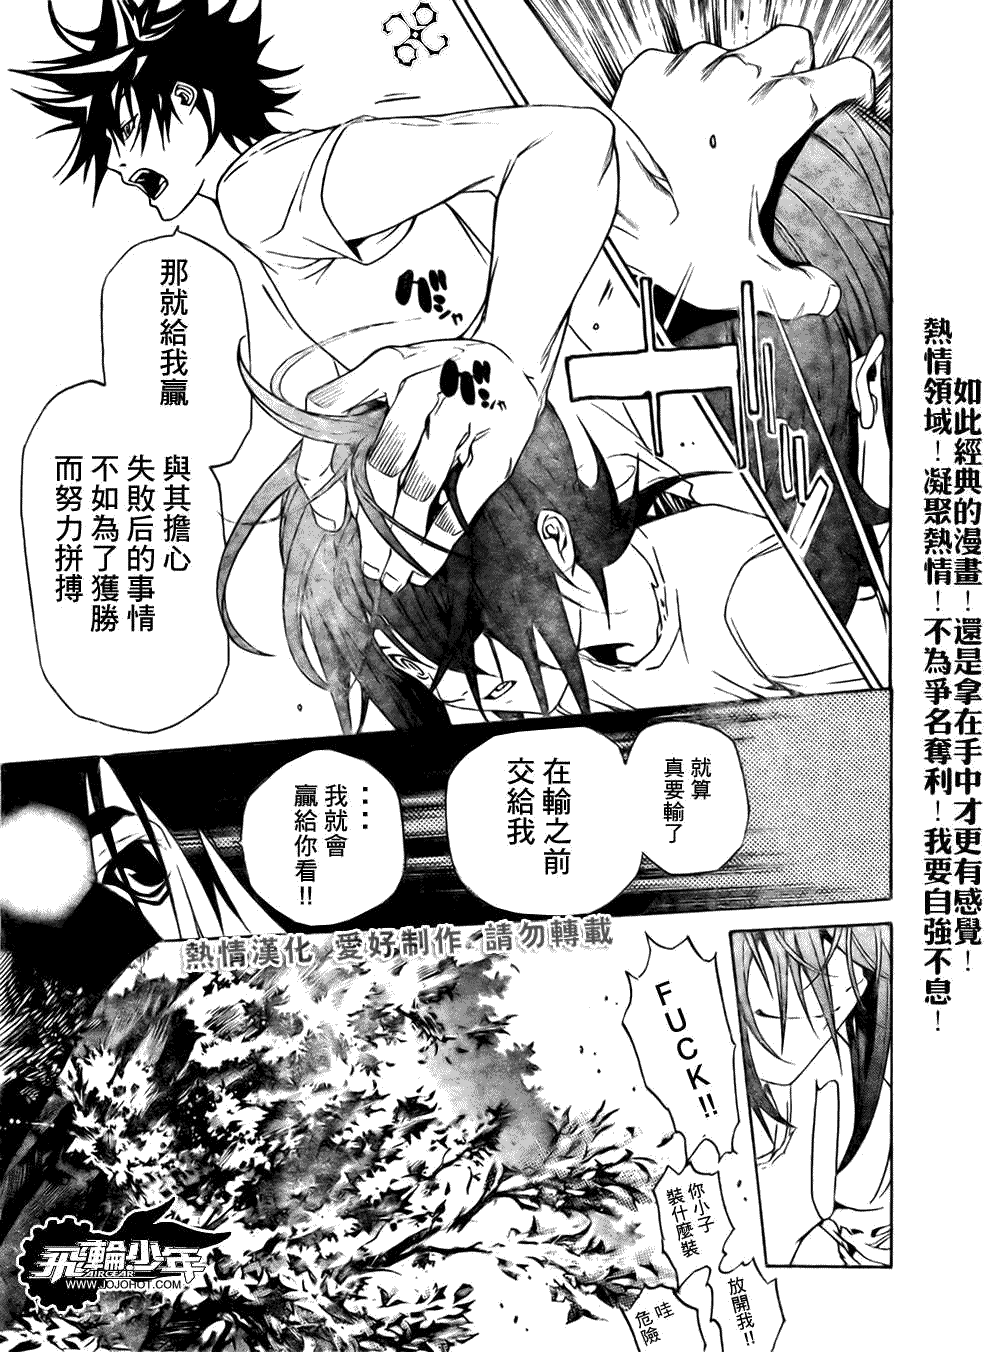 那就給我贏
與其擔心
失敗后的事情
不如為了獲勝
而努力拼搏
就算
真要輸了
在輸之前
交給我
‥‥
我就會
贏給你看!!
FUCK!!
你小子
裝什麼裝
放開我!!
哇
危險
熱情漢化 愛好制作 請勿轉載
如此經典的漫畫！還是拿在手中才更有感覺！
熱情領域！凝聚熱情！不為爭名奪利！我要自強不息！
飛輪少年
AIRGEAR
WWW.JOJOHOT.COM